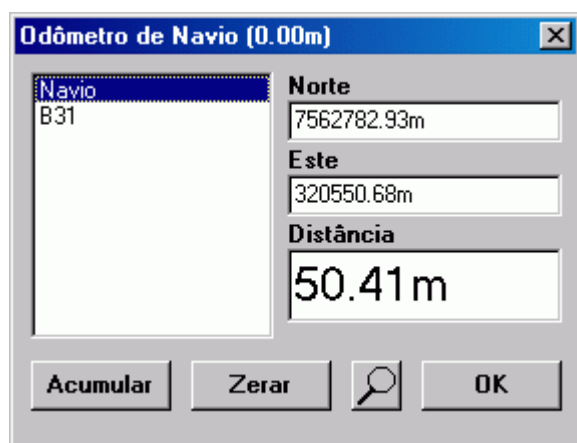 Odômetro de Navio (0.00m)
Navio
B31
Norte
7562782.93m
Este
320550.68m
Distância
50.41m
Acumular
Zerar
OK